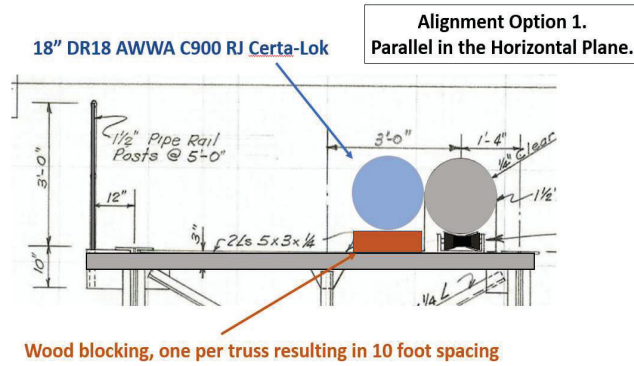 Alignment Option 1.
Parallel in the Horizontal Plane.
18" DR18 AWWA C900 RJ Certa-Lok
1½" Pipe Rail
Posts @ 5'-0"
3'-0"
1'-4"
¼" Clear
3'-0"
12"
1½"
3"
2Ls 5x3x¼
10"
¼ L
Wood blocking, one per truss resulting in 10 foot spacing